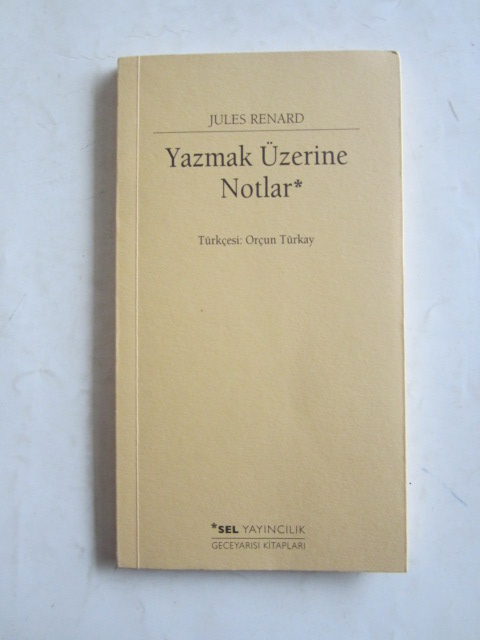 JULES RENARD
Yazmak Üzerine
Notlar*
Türkçesi: Orçun Türkay
*SEL YAYINCILIK
GECEYARISI KİTAPLARI